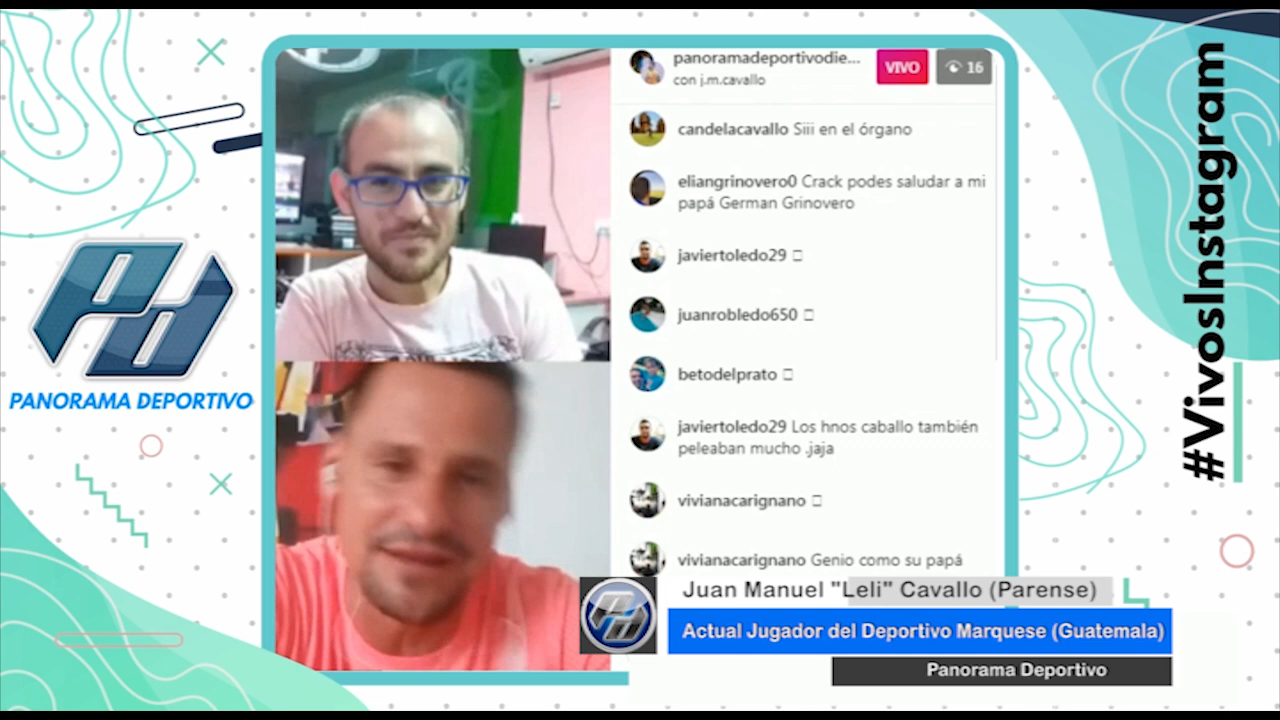 panoramadeportivodie...
con j.m.cavallo
VIVO
16
candelacavallo Siii en el órgano
eliangrinovero0 Crack podes saludar a mi
papá German Grinovero
javiertoledo29
juanrobledo650
betodelprato
javiertoledo29 Los hnos caballo también
peleaban mucho .jaja
vivianacarignano
vivianacarignano Genio como su papá
PD
PANORAMA DEPORTIVO
#VivosInstagram
PD
Juan Manuel "Leli" Cavallo (Parense)
Actual Jugador del Deportivo Marquese (Guatemala)
Panorama Deportivo